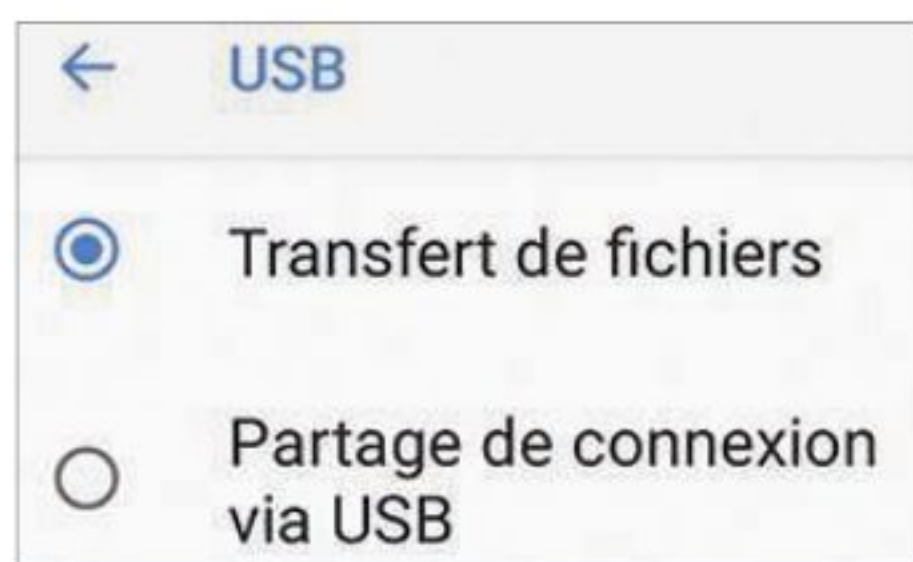 USB
Transfert de fichiers
Partage de connexion
via USB